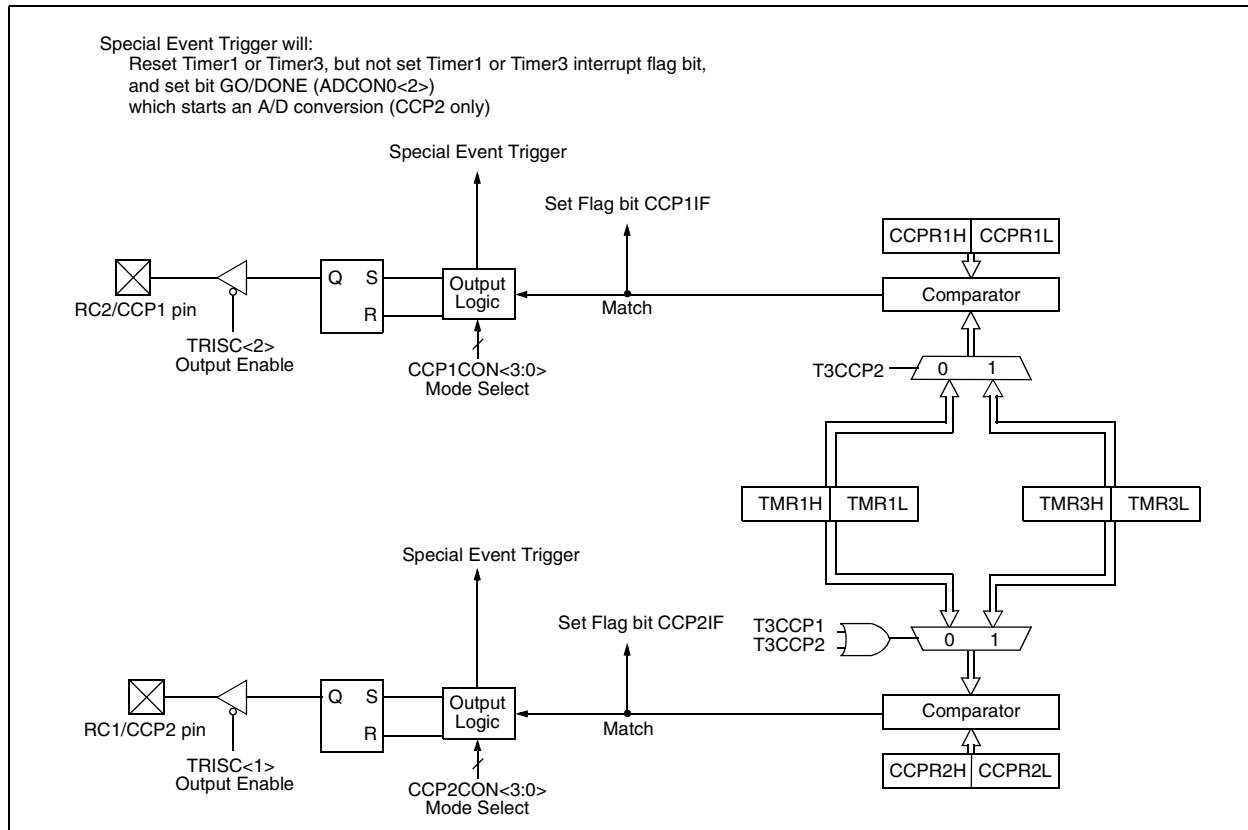 Special Event Trigger will:
Reset Timer1 or Timer3, but not set Timer1 or Timer3 interrupt flag bit,
and set bit GO/DONE (ADCON0<2>)
which starts an A/D conversion (CCP2 only)
Special Event Trigger
Set Flag bit CCP1IF
CCPR1H CCPR1L
Q S
R
Output
Logic
Comparator
RC2/CCP1 pin
Match
TRISC<2>
Output Enable
CCP1CON<3:0>
Mode Select
T3CCP2
0 1
TMR1H TMR1L
TMR3H TMR3L
Special Event Trigger
Set Flag bit CCP2IF
T3CCP1
T3CCP2
0 1
Q S
R
Output
Logic
Comparator
RC1/CCP2 pin
Match
TRISC<1>
Output Enable
CCP2CON<3:0>
Mode Select
CCPR2H CCPR2L